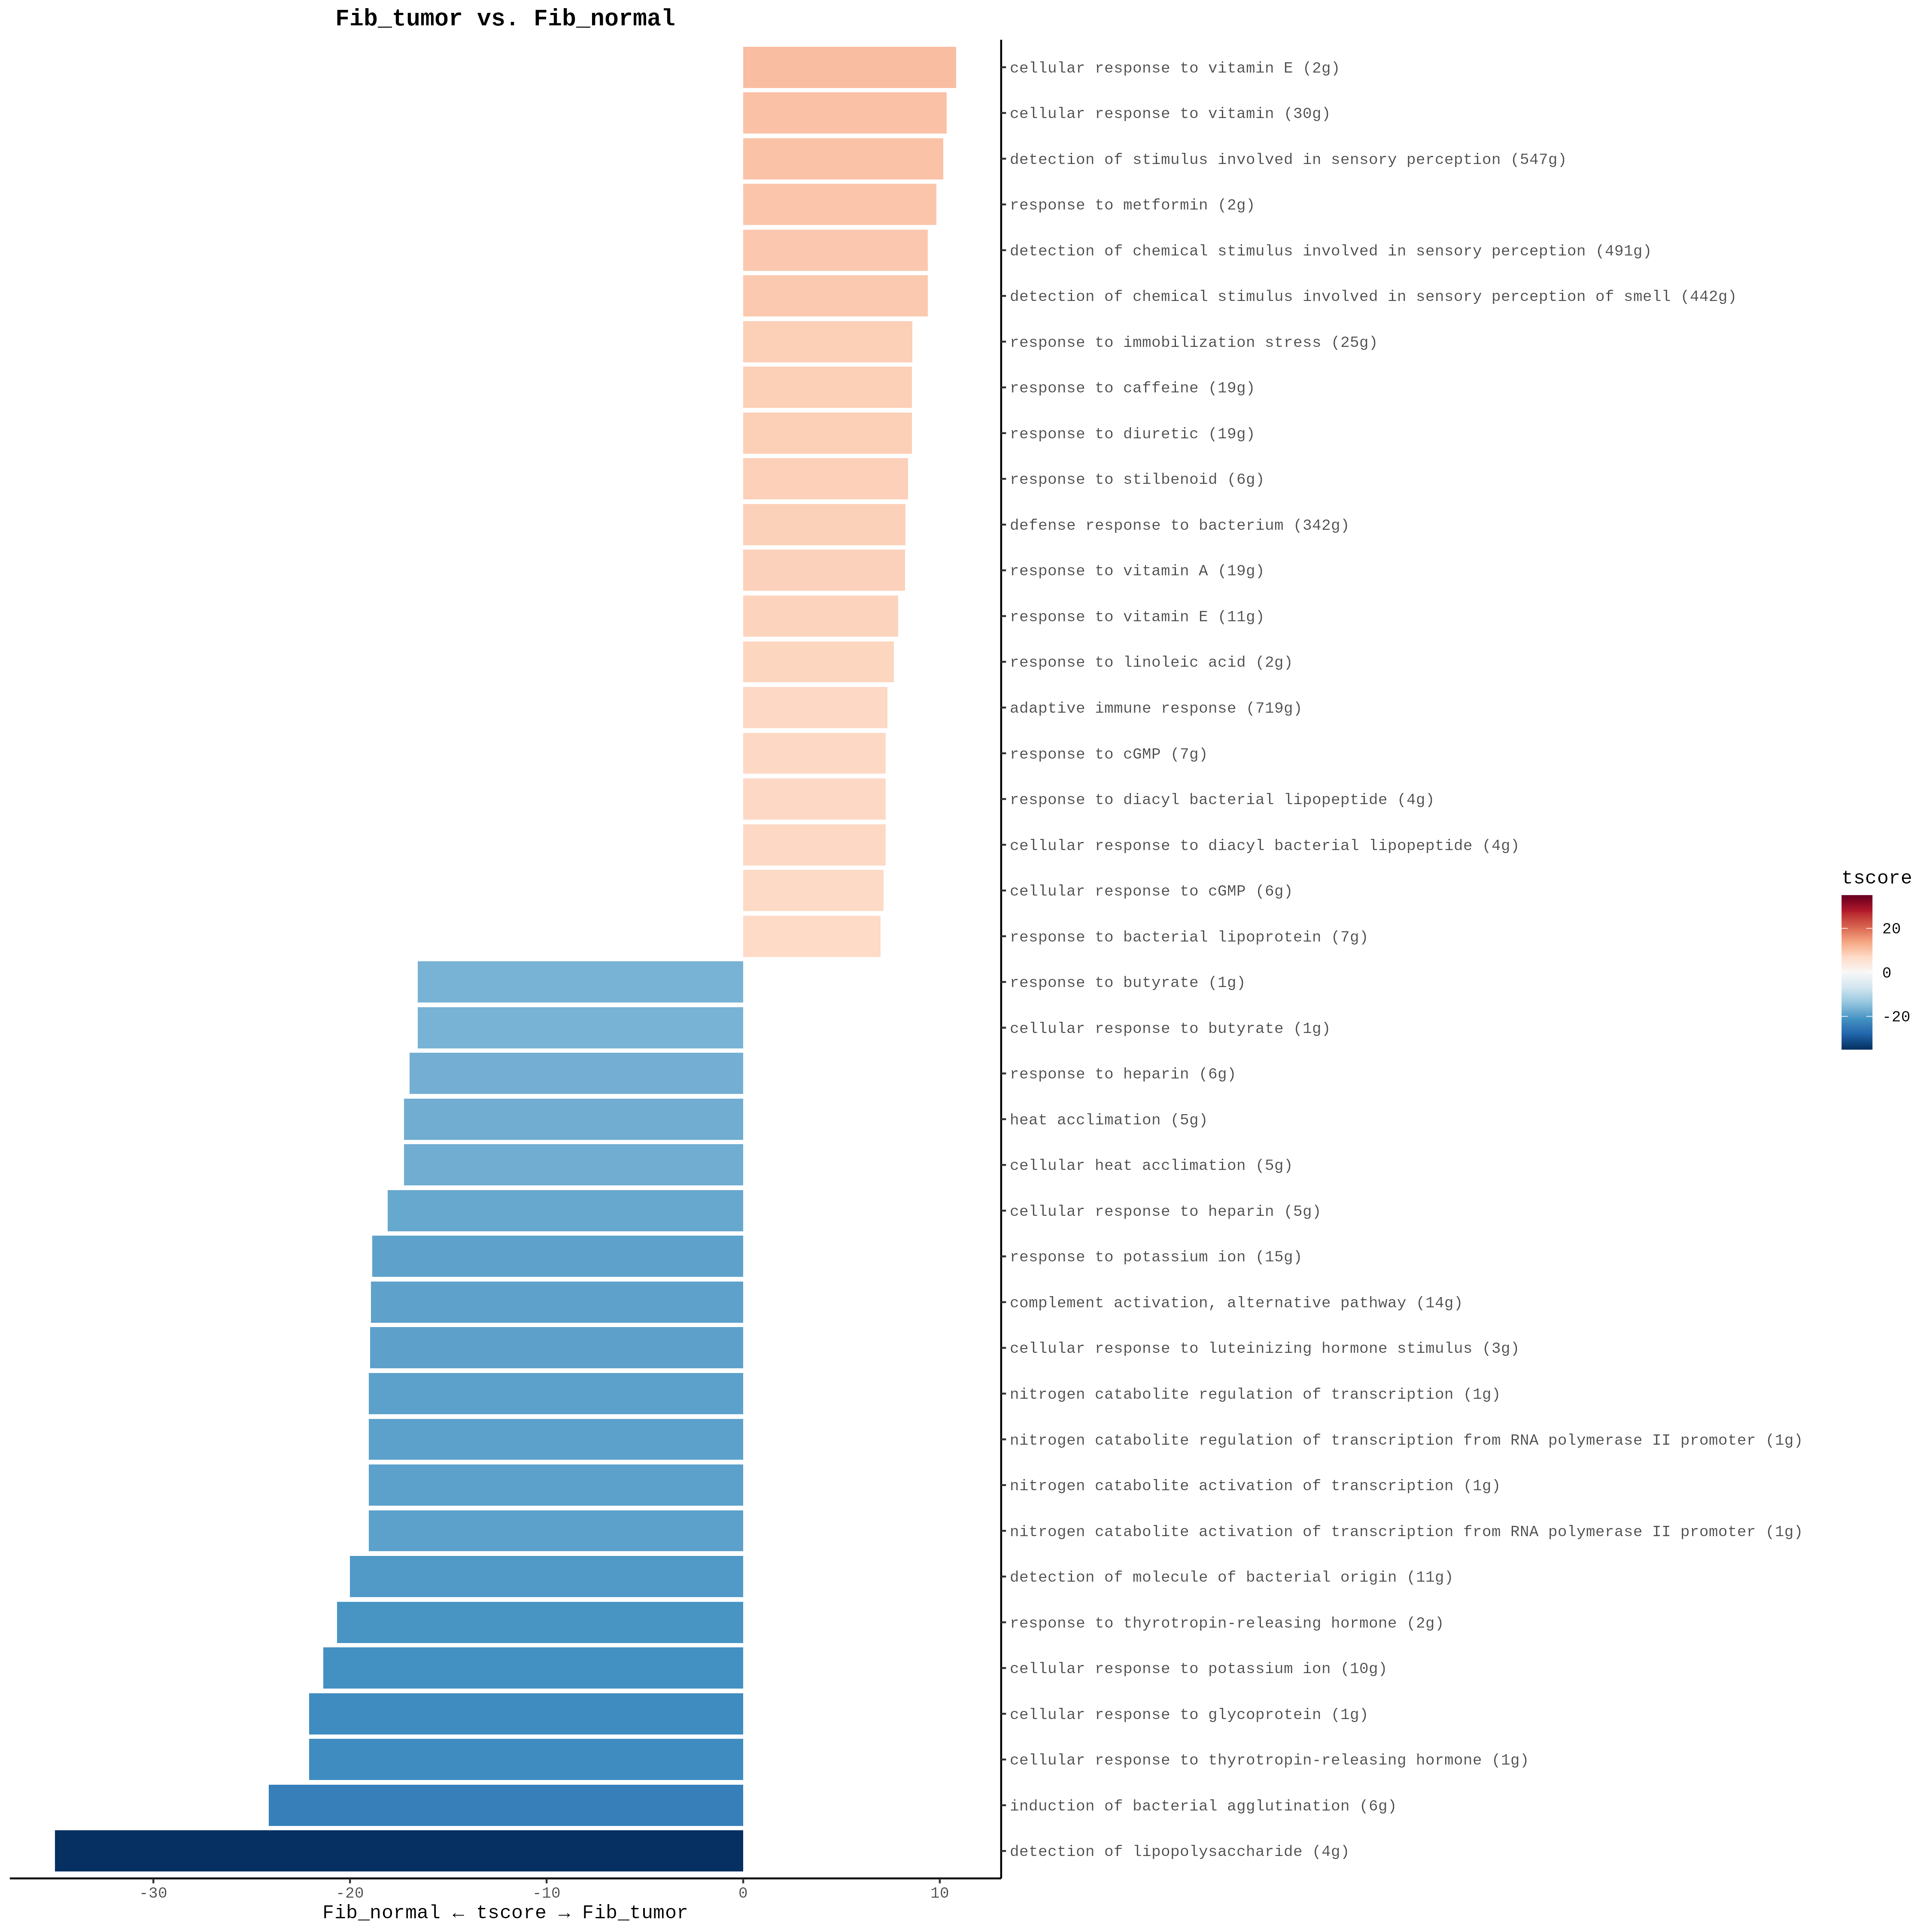 Fib_tumor vs. Fib_normal
cellular response to vitamin E (2g)
cellular response to vitamin (30g)
detection of stimulus involved in sensory perception (547g)
response to metformin (2g)
detection of chemical stimulus involved in sensory perception (491g)
detection of chemical stimulus involved in sensory perception of smell (442g)
response to immobilization stress (25g)
response to caffeine (19g)
response to diuretic (19g)
response to stilbenoid (6g)
defense response to bacterium (342g)
response to vitamin A (19g)
response to vitamin E (11g)
response to linoleic acid (2g)
adaptive immune response (719g)
response to cGMP (7g)
response to diacyl bacterial lipopeptide (4g)
cellular response to diacyl bacterial lipopeptide (4g)
cellular response to cGMP (6g)
response to bacterial lipoprotein (7g)
response to butyrate (1g)
cellular response to butyrate (1g)
response to heparin (6g)
heat acclimation (5g)
cellular heat acclimation (5g)
cellular response to heparin (5g)
response to potassium ion (15g)
complement activation, alternative pathway (14g)
cellular response to luteinizing hormone stimulus (3g)
nitrogen catabolite regulation of transcription (1g)
nitrogen catabolite regulation of transcription from RNA polymerase II promoter (1g)
nitrogen catabolite activation of transcription (1g)
nitrogen catabolite activation of transcription from RNA polymerase II promoter (1g)
detection of molecule of bacterial origin (11g)
response to thyrotropin-releasing hormone (2g)
cellular response to potassium ion (10g)
cellular response to glycoprotein (1g)
cellular response to thyrotropin-releasing hormone (1g)
induction of bacterial agglutination (6g)
detection of lipopolysaccharide (4g)
-30 -20 -10 0 10
Fib_normal ← tscore → Fib_tumor
tscore
20
0
-20